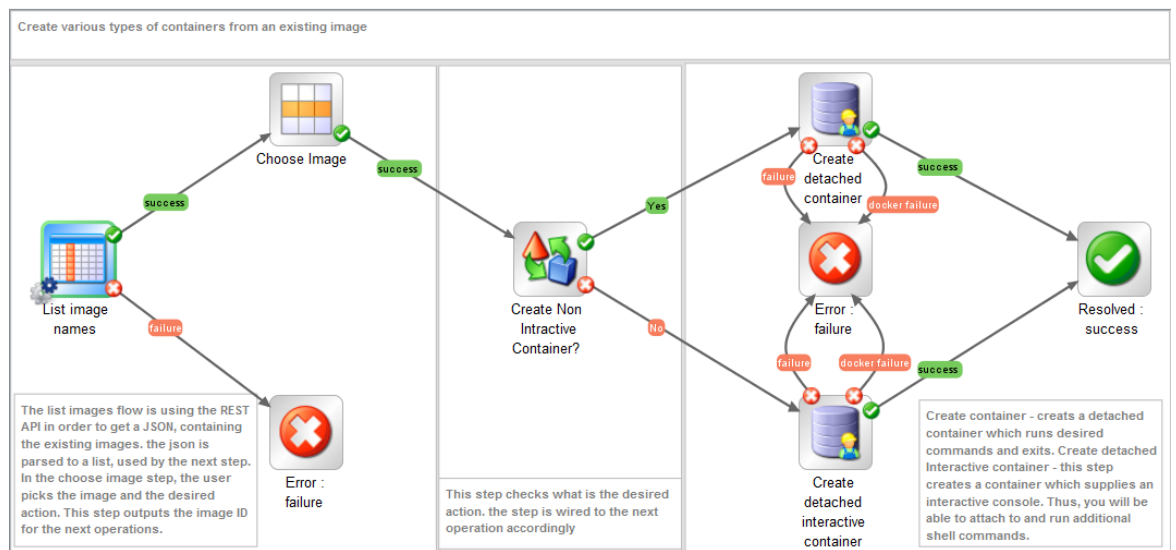 Create various types of containers from an existing image
Choose Image
success
success
List image
names
failure
Error :
failure
The list images flow is using the REST
API in order to get a JSON, containing
the existing images. the json is
parsed to a list, used by the next step.
In the choose image step, the user
picks the image and the desired
action. This step outputs the image ID
for the next operations.
Create Non
Intractive
Container?
Yes
No
This step checks what is the desired
action. the step is wired to the next
operation accordingly
Create
detached
container
failure
docker failure
success
Error :
failure
Resolved :
success
failure
docker failure
success
Create
detached
interactive
container
Create container - creats a detached
container which runs desired
commands and exits. Create detached
Interactive container - this step
creates a container which supplies an
interactive console. Thus, you will be
able to attach to and run additional
shell commands.